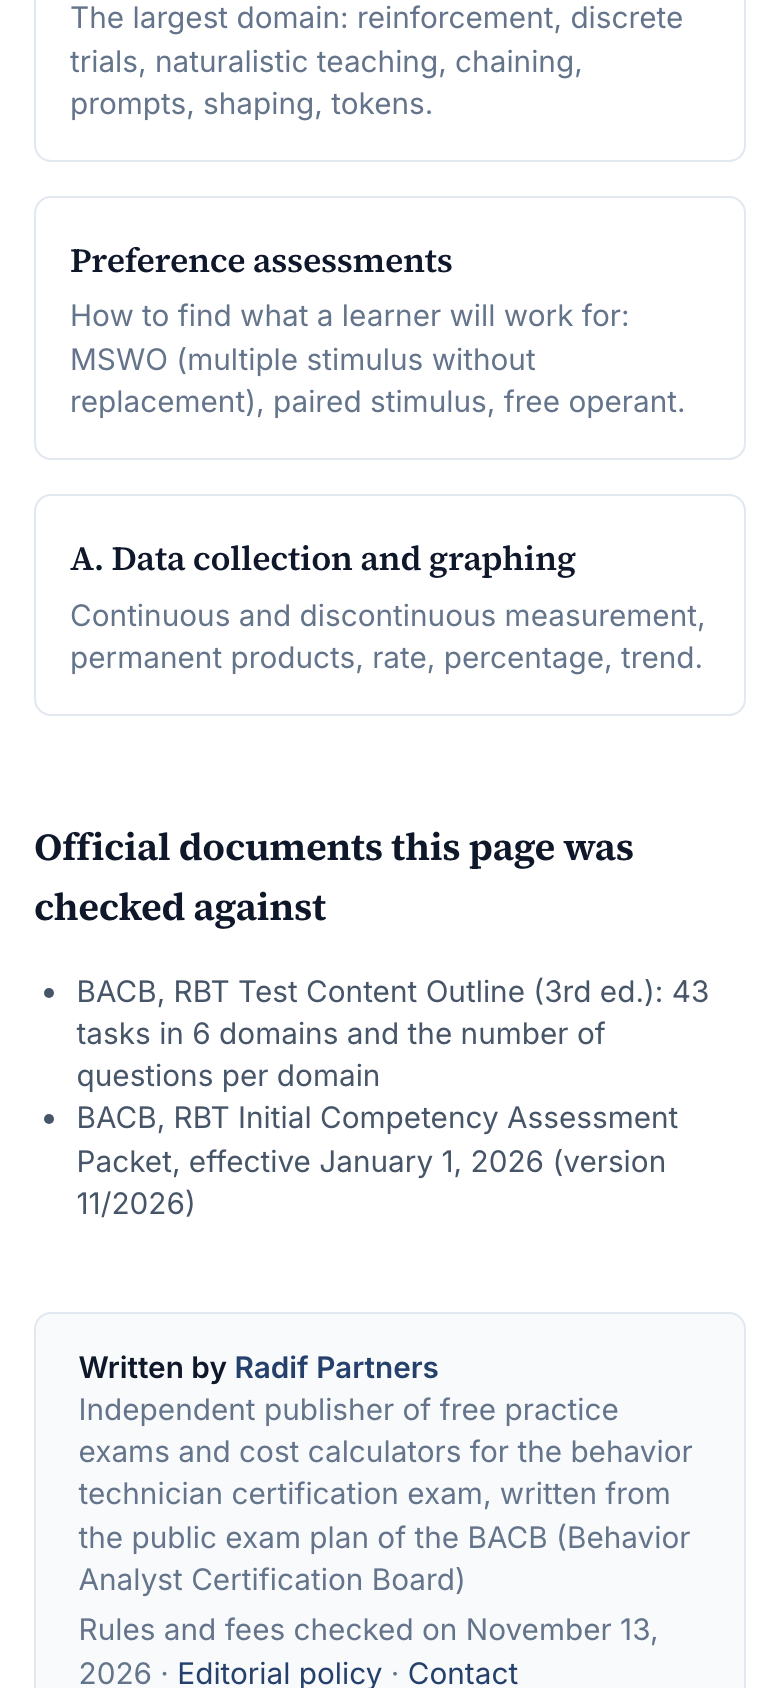 The largest domain: reinforcement, discrete
trials, naturalistic teaching, chaining,
prompts, shaping, tokens.
Preference assessments
How to find what a learner will work for:
MSWO (multiple stimulus without
replacement), paired stimulus, free operant.
A. Data collection and graphing
Continuous and discontinuous measurement,
permanent products, rate, percentage, trend.
Official documents this page was
checked against
• BACB, RBT Test Content Outline (3rd ed.): 43
tasks in 6 domains and the number of
questions per domain
• BACB, RBT Initial Competency Assessment
Packet, effective January 1, 2026 (version
11/2026)
Written by Radif Partners
Independent publisher of free practice
exams and cost calculators for the behavior
technician certification exam, written from
the public exam plan of the BACB (Behavior
Analyst Certification Board)
Rules and fees checked on November 13,
2026 · Editorial policy · Contact